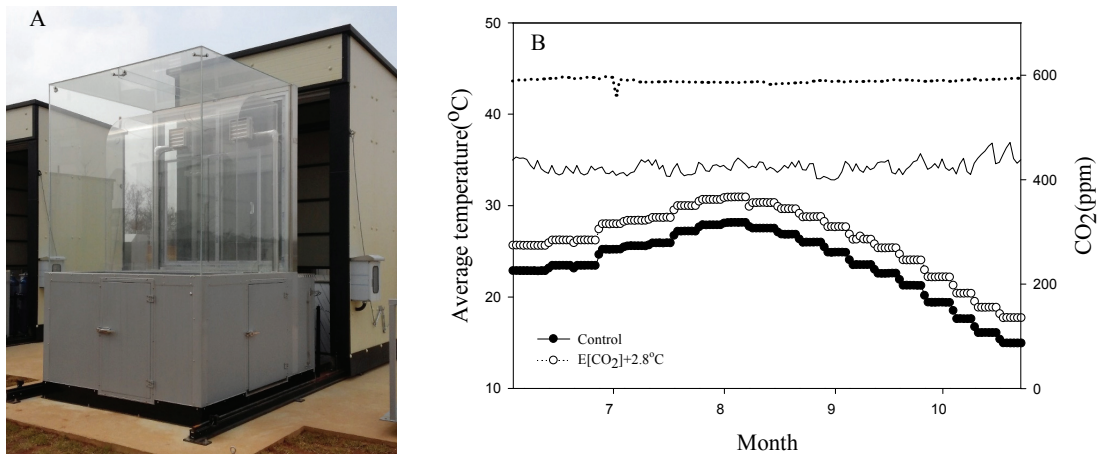 A
B
50
40
30
20
10
Average temperature(°C)
600
400
200
0
CO₂(ppm)
Control
E[CO₂]+2.8°C
7
8
9
10
Month